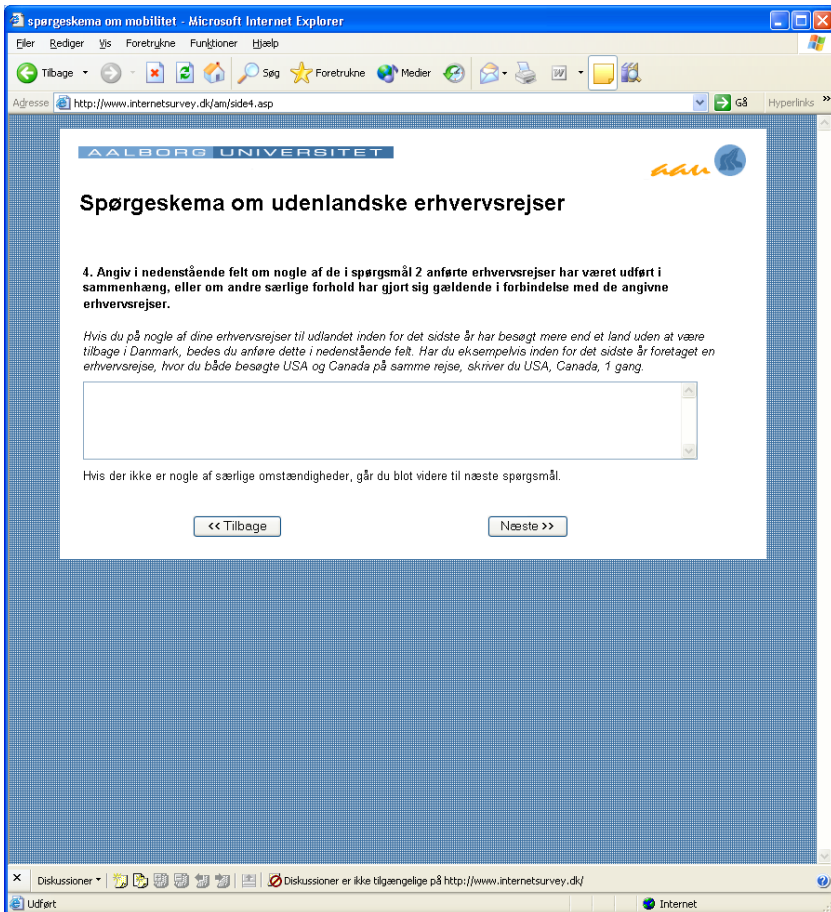 spørgeskema om mobilitet - Microsoft Internet Explorer
Filer Rediger Vis Foretrukne Funktioner Hjælp
Tilbage Søg Foretrukne Medier
Adresse http://www.internetsurvey.dk/am/side4.asp Gå Hyperlinks »
AALBORG UNIVERSITET
aau
Spørgeskema om udenlandske erhvervsrejser
4. Angiv i nedenstående felt om nogle af de i spørgsmål 2 anførte erhvervsrejser har været udført i
sammenhæng, eller om andre særlige forhold har gjort sig gældende i forbindelse med de angivne
erhvervsrejser.
Hvis du på nogle af dine erhvervsrejser til udlandet inden for det sidste år har besøgt mere end et land uden at være
tilbage i Danmark, bedes du anføre dette i nedenstående felt. Har du eksempelvis inden for det sidste år foretaget en
erhvervsrejse, hvor du både besøgte USA og Canada på samme rejse, skriver du USA, Canada, 1 gang.
Hvis der ikke er nogle af særlige omstændigheder, går du blot videre til næste spørgsmål.
<< Tilbage Næste >>
Diskussioner Diskussioner er ikke tilgængelige på http://www.internetsurvey.dk/
Udført Internet